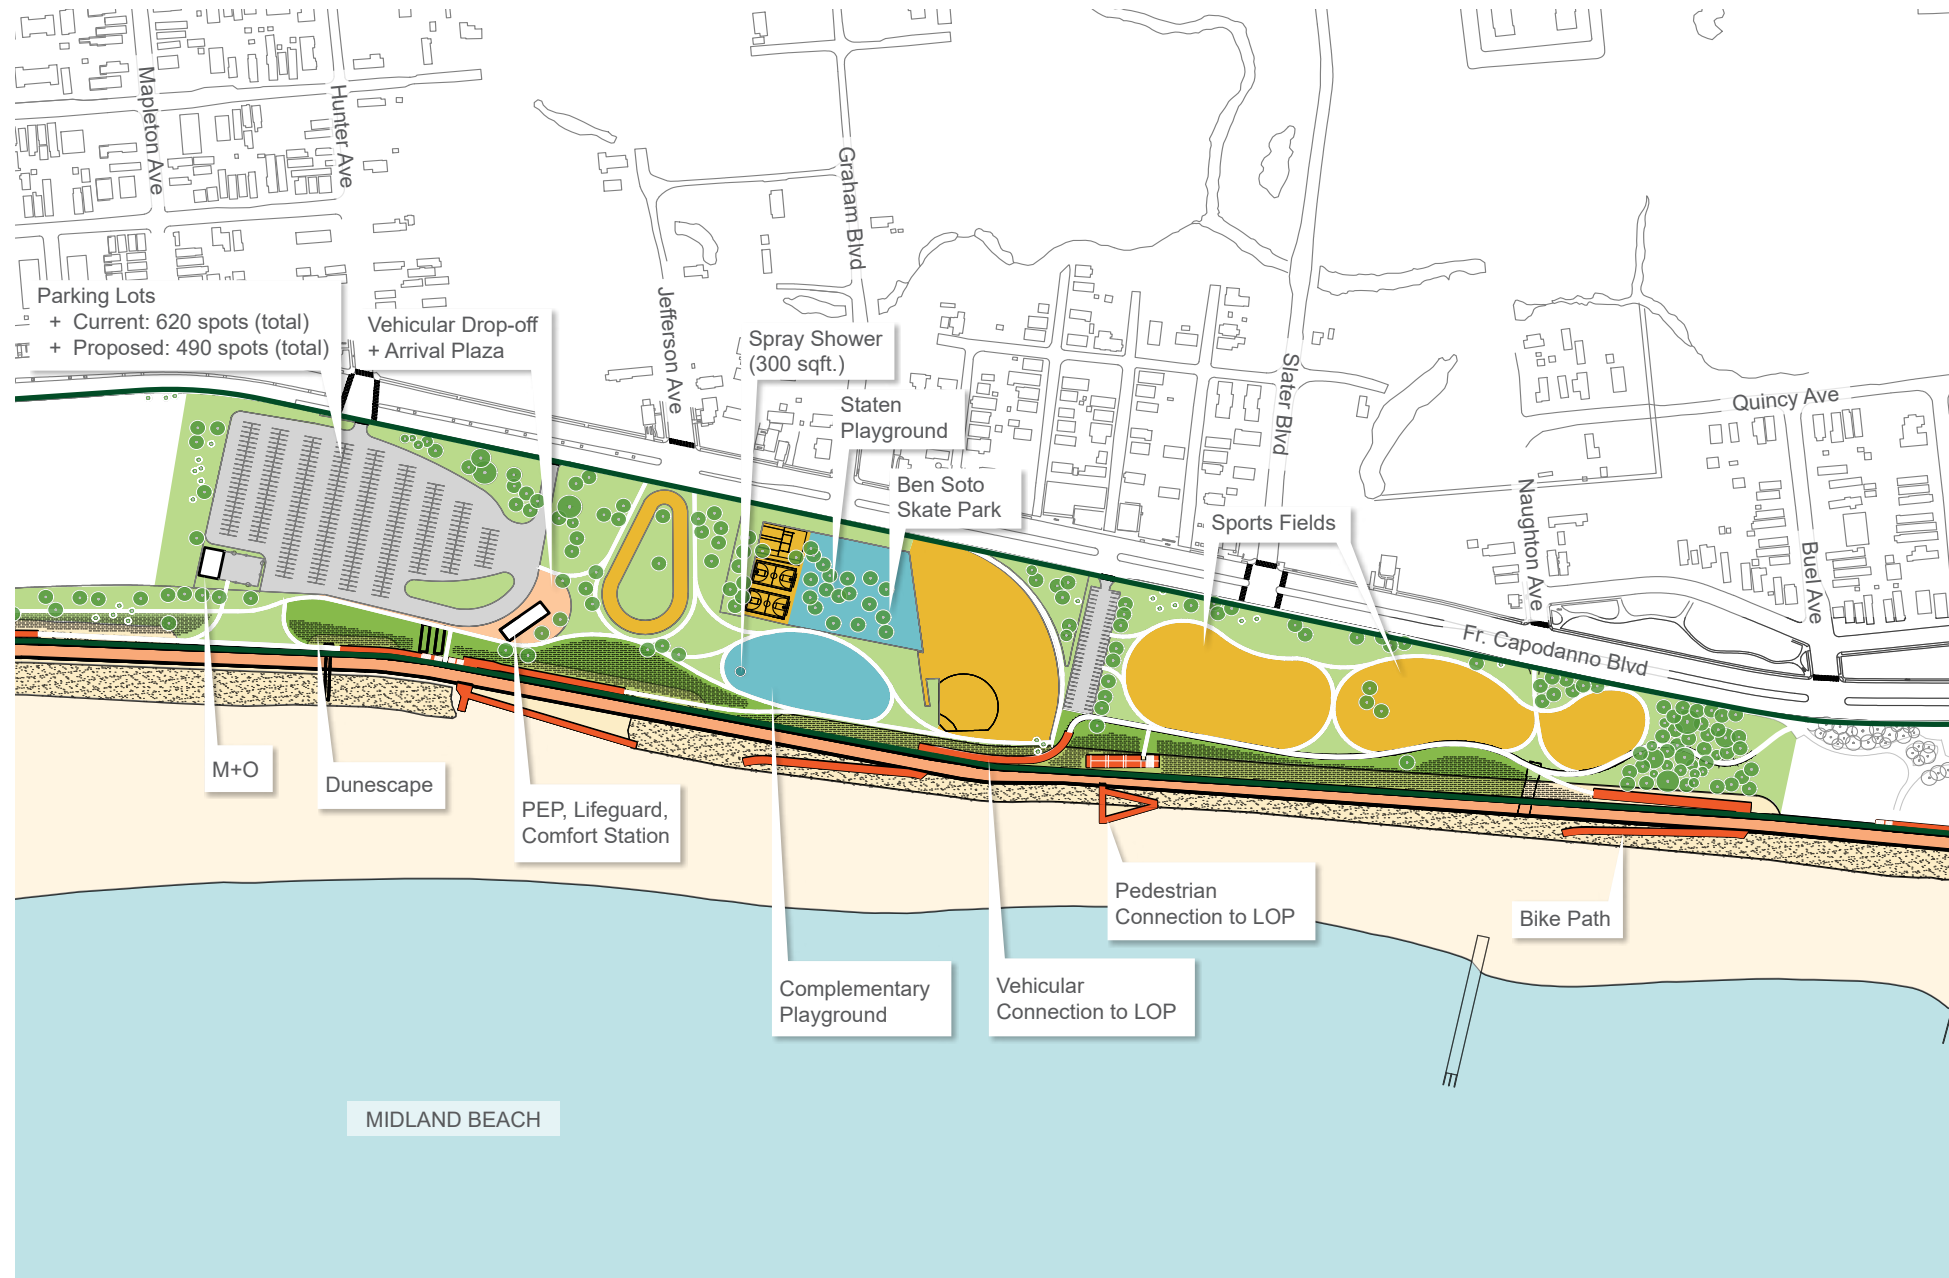 Mapleton Ave
Hunter Ave
Graham Blvd
Jefferson Ave
Slater Blvd
Quincy Ave
Naughton Ave
Buel Ave
Fr. Capodanno Blvd
Parking Lots
+ Current: 620 spots (total)
+ Proposed: 490 spots (total)
Vehicular Drop-off
+ Arrival Plaza
Spray Shower
(300 sqft.)
Staten
Playground
Ben Soto
Skate Park
Sports Fields
M+O
Dunescape
PEP, Lifeguard,
Comfort Station
Pedestrian
Connection to LOP
Bike Path
Complementary
Playground
Vehicular
Connection to LOP
MIDLAND BEACH